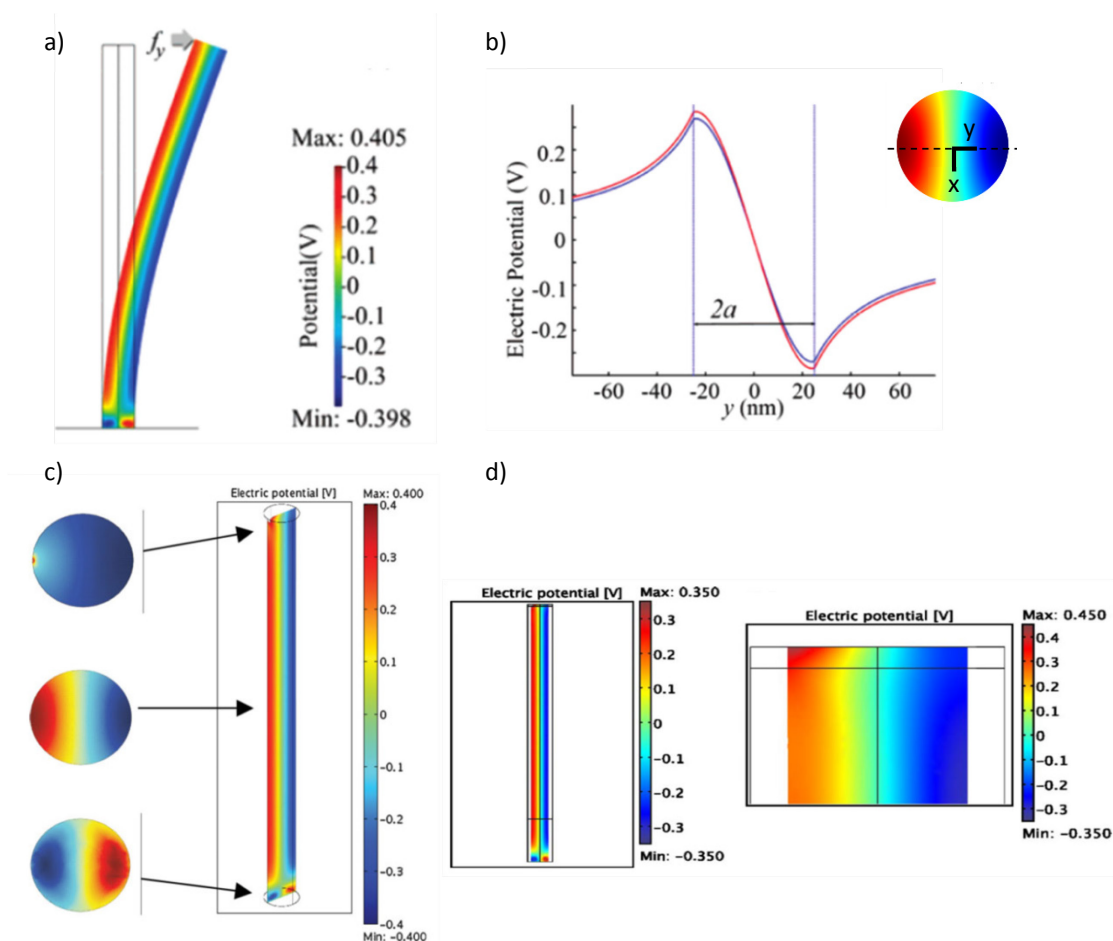 a)
f_y
Max: 0.405
0.4
0.3
0.2
0.1
0
-0.1
-0.2
-0.3
Potential(V)
Min: -0.398
b)
y
x
0.2
0.1
0
-0.1
-0.2
Electric Potential (V)
2a
-60 -40 -20 0 20 40 60
y (nm)
c)
Electric potential [V]
Max: 0.400
0.4
0.3
0.2
0.1
0
-0.1
-0.2
-0.3
-0.4
Min: -0.400
d)
Electric potential [V]
Max: 0.350
0.3
0.2
0.1
0
-0.1
-0.2
-0.3
Min: -0.350
Electric potential [V]
Max: 0.450
0.4
0.3
0.2
0.1
0
-0.1
-0.2
-0.3
Min: -0.350